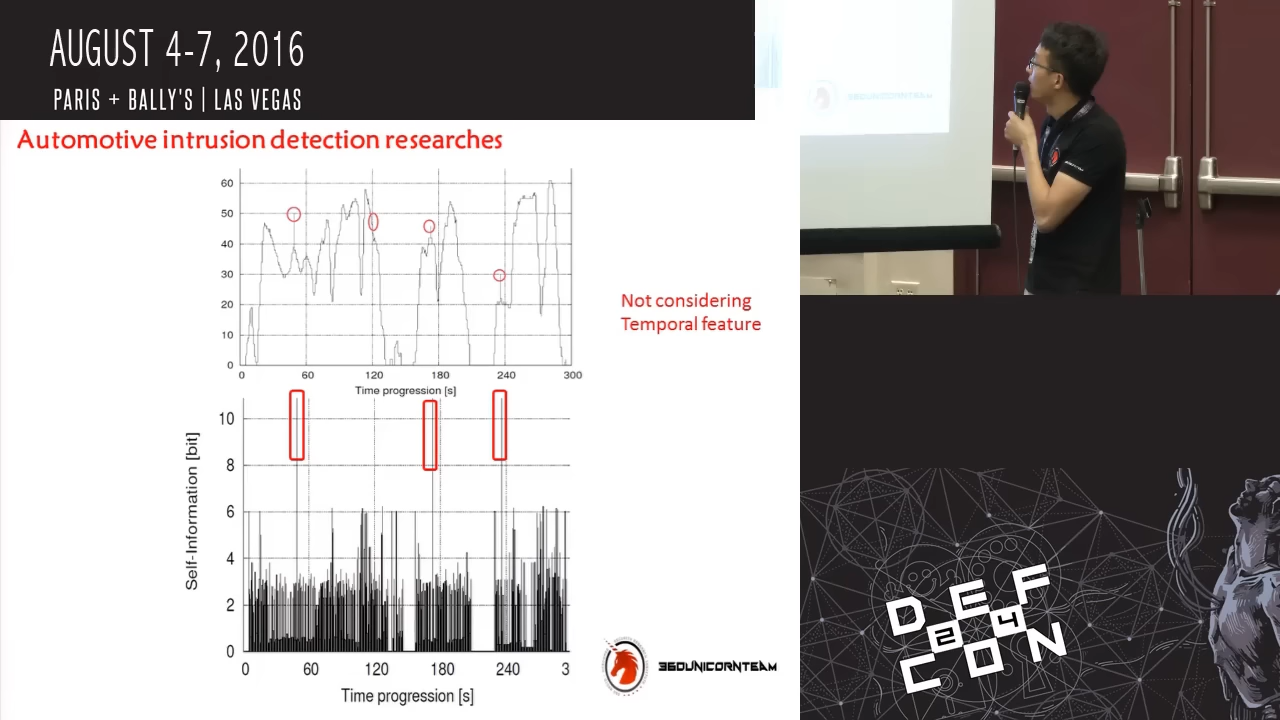 AUGUST 4-7, 2016
PARIS + BALLY'S | LAS VEGAS
Automotive intrusion detection researches
60
50
40
30
20
10
0
0 60 120 180 240 300
Time progression [s]
Not considering
Temporal feature
Self-Information [bit]
10
8
6
4
2
0
0 60 120 180 240 3
Time progression [s]
360UNICORNTEAM
360UNICORNTEAM
DEF
24
CON